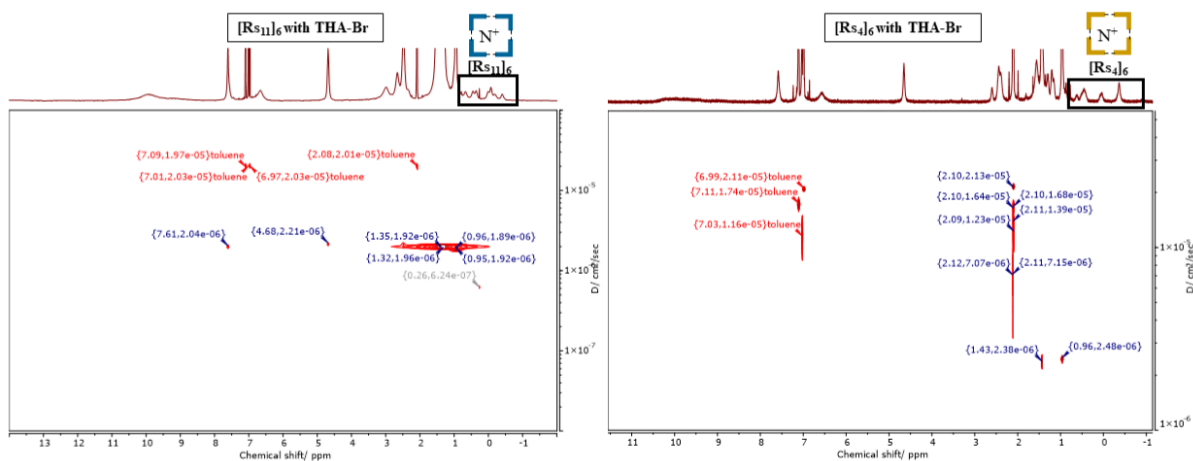 [Rs11]6 with THA-Br
N+
[Rs11]6
{7.09,1.97e-05}toluene
{2.08,2.01e-05}toluene
{7.01,2.03e-05}toluene
{6.97,2.03e-05}toluene
{7.61,2.04e-06}
{4.68,2.21e-06}
{1.35,1.92e-06}
{0.96,1.89e-06}
{1.32,1.96e-06}
{0.95,1.92e-06}
{0.26,6.24e-07}
1×10⁻⁵
1×10⁻⁶
1×10⁻⁷
D/ cm²/sec
13 12 11 10 9 8 7 6 5 4 3 2 1 0 -1
Chemical shift/ ppm
[Rs4]6 with THA-Br
N+
[Rs4]6
{6.99,2.11e-05}toluene
{7.11,1.74e-05}toluene
{7.03,1.16e-05}toluene
{2.10,2.13e-05}
{2.10,1.64e-05}
{2.10,1.68e-05}
{2.11,1.39e-05}
{2.09,1.23e-05}
{2.12,7.07e-06}
{2.11,7.15e-06}
{1.43,2.38e-06}
{0.96,2.48e-06}
D/ cm²/sec
1×10⁻⁶
11 10 9 8 7 6 5 4 3 2 1 0 -1
Chemical shift/ ppm